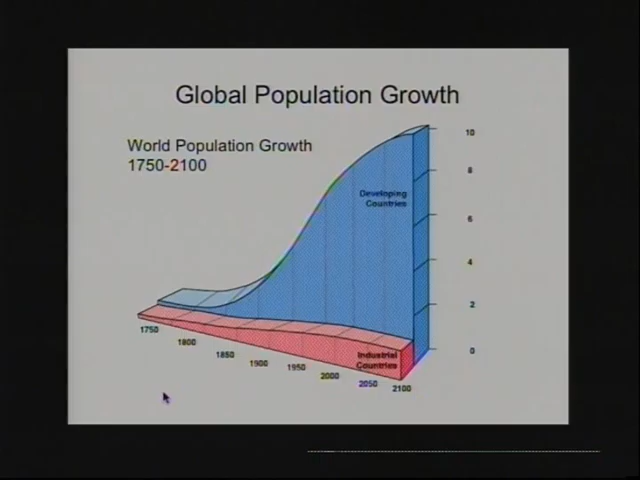 Global Population Growth
World Population Growth
1750-2100
10
8
6
4
2
0
Developing
Countries
Industrial
Countries
1750
1800
1850
1900
1950
2000
2050
2100